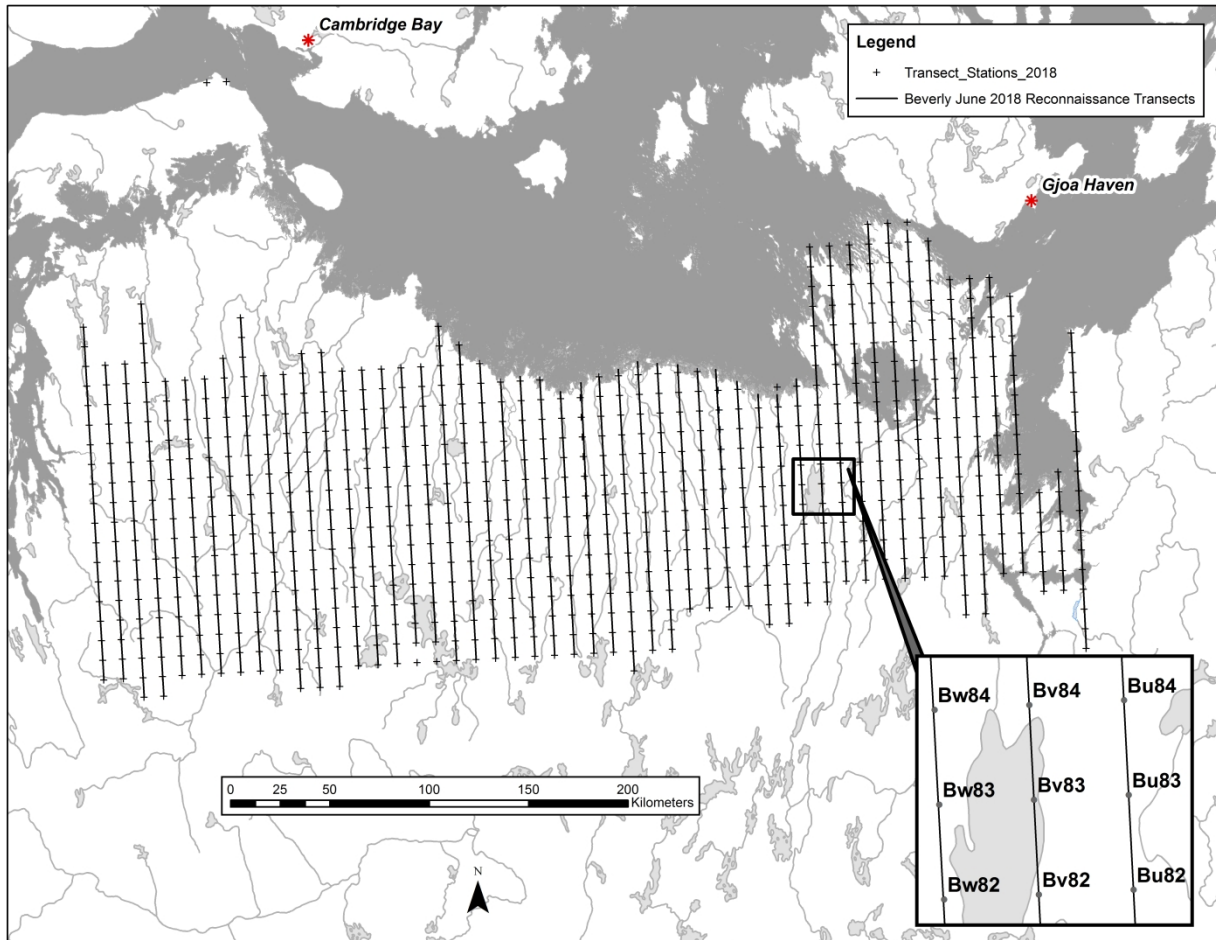 Cambridge Bay
Legend
Transect_Stations_2018
Beverly June 2018 Reconnaissance Transects
Gjoa Haven
0 25 50 100 150 200
Kilometers
N
Bw84 Bv84 Bu84
Bw83 Bv83 Bu83
Bw82 Bv82 Bu82